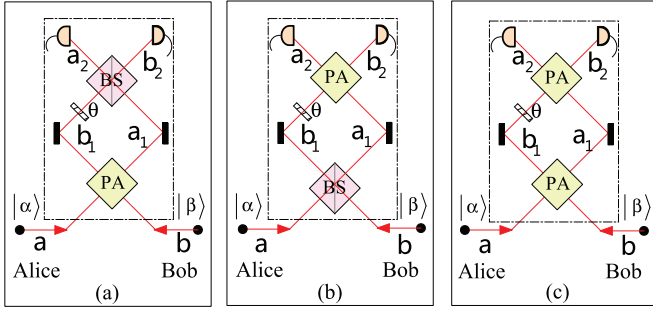 a₂ b₂
BS
θ
b₁ a₁
PA
|α⟩ |β⟩
a b
Alice Bob
(a)
a₂ b₂
PA
θ
b₁ a₁
BS
|α⟩ |β⟩
a b
Alice Bob
(b)
a₂ b₂
PA
θ
b₁ a₁
PA
|α⟩ |β⟩
a b
Alice Bob
(c)